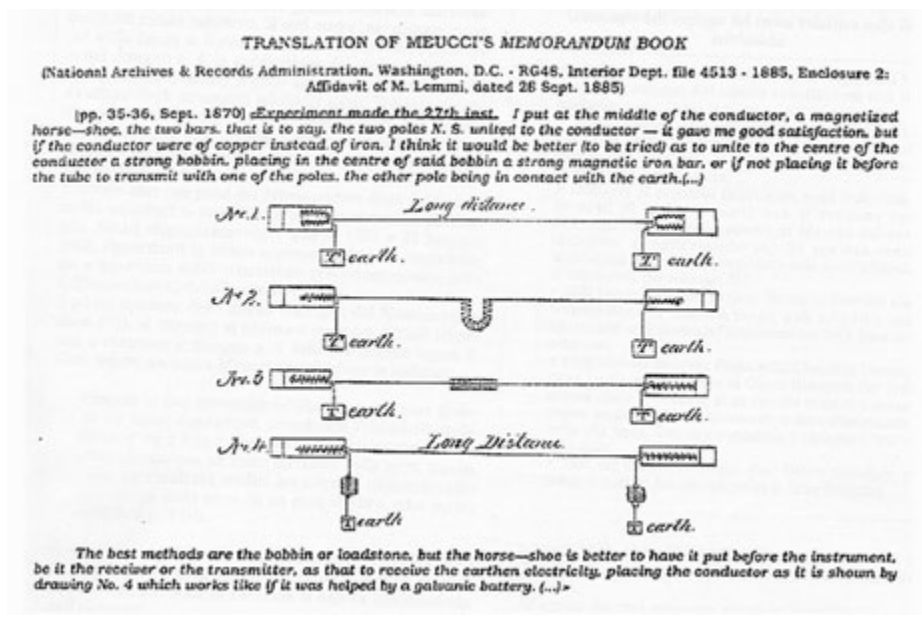 TRANSLATION OF MEUCCI'S MEMORANDUM BOOK
(National Archives & Records Administration, Washington, D.C. - RG48, Interior Dept. file 4513 - 1885, Enclosure 2:
Affidavit of M. Lemmi, dated 28 Sept. 1885)
[pp. 35-36, Sept. 1870] «Experiment made the 27th inst. I put at the middle of the conductor, a magnetized
horse—shoe, the two bars, that is to say, the two poles N. S. united to the conductor — it gave me good satisfaction, but
if the conductor were of copper instead of iron, I think it would be better (to be tried) as to unite to the centre of the
conductor a strong bobbin, placing in the centre of said bobbin a strong magnetic iron bar, or if not placing it before
the tube to transmit with one of the poles, the other pole being in contact with the earth.(...)
No. 1. Long distance.
T earth. T earth.
No 2.
T earth. T earth.
No. 3
T earth. T earth.
No. 4. Long Distance.
T earth T earth.
The best methods are the bobbin or loadstone, but the horse—shoe is better to have it put before the instrument,
be it the receiver or the transmitter, as that to receive the earthen electricity, placing the conductor as it is shown by
drawing No. 4 which works like if it was helped by a galvanic battery. (...)»